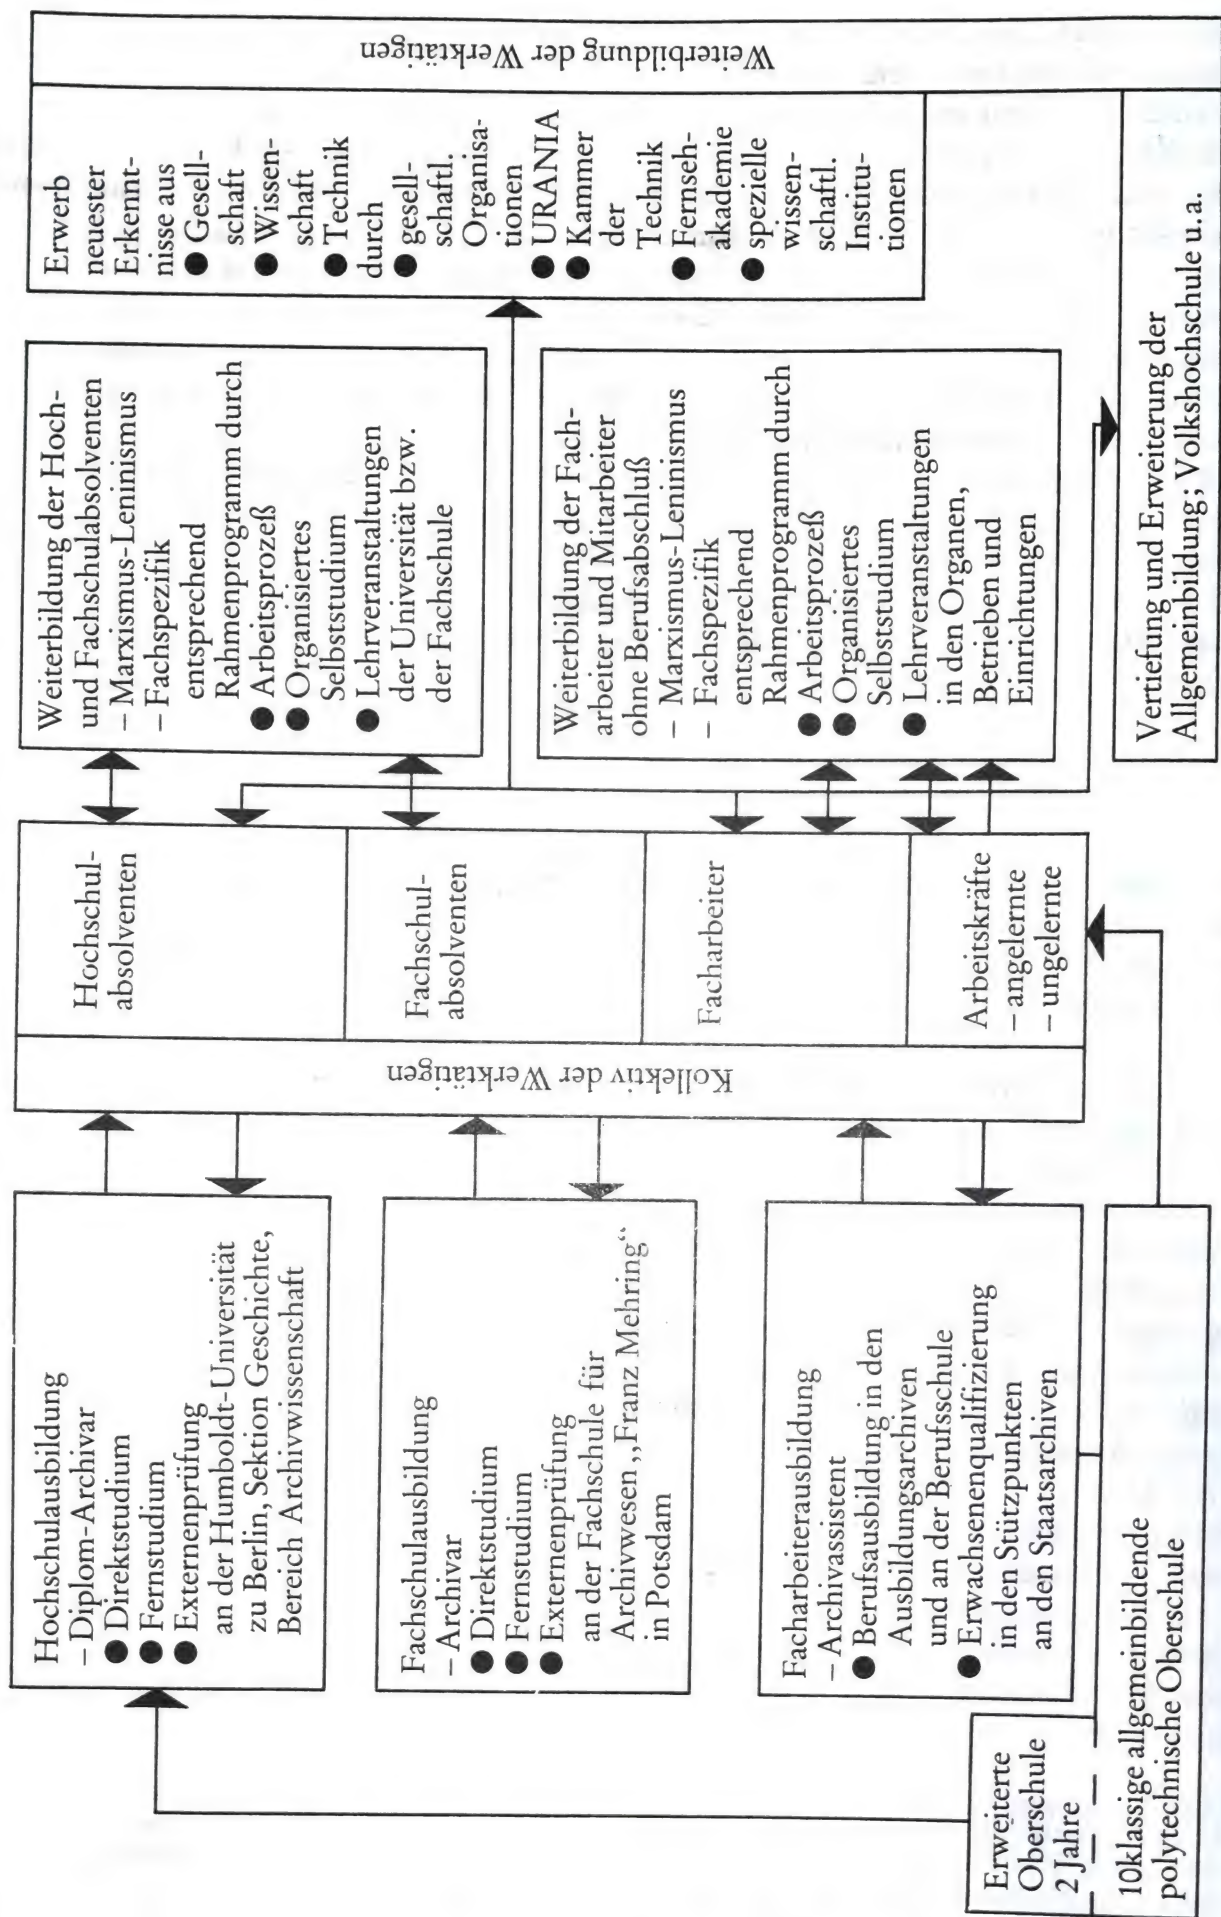 Hochschulausbildung
– Diplom-Archivar
● Direktstudium
● Fernstudium
● Externenprüfung
an der Humboldt-Universität
zu Berlin, Sektion Geschichte,
Bereich Archivwissenschaft
Fachschulausbildung
– Archivar
● Direktstudium
● Fernstudium
● Externenprüfung
an der Fachschule für
Archivwesen „Franz Mehring“
in Potsdam
Facharbeiterausbildung
– Archivassistent
● Berufsausbildung in den
Ausbildungsarchiven
und an der Berufsschule
● Erwachsenenqualifizierung
in den Stützpunkten
an den Staatsarchiven
Erweiterte
Oberschule
2 Jahre
10klassige allgemeinbildende
polytechnische Oberschule
Kollektiv der Werktätigen
Hochschul-
absolventen
Fachschul-
absolventen
Facharbeiter
Arbeitskräfte
– angelernte
– ungelernte
Weiterbildung der Hoch-
und Fachschulabsolventen
– Marxismus-Leninismus
– Fachspezifik
entsprechend
Rahmenprogramm durch
● Arbeitsprozeß
● Organisiertes
Selbststudium
● Lehrveranstaltungen
der Universität bzw.
der Fachschule
Weiterbildung der Fach-
arbeiter und Mitarbeiter
ohne Berufsabschluß
– Marxismus-Leninismus
– Fachspezifik
entsprechend
Rahmenprogramm durch
● Arbeitsprozeß
● Organisiertes
Selbststudium
● Lehrveranstaltungen
in den Organen,
Betrieben und
Einrichtungen
Erwerb
neuester
Erkennt-
nisse aus
● Gesell-
schaft
● Wissen-
schaft
● Technik
durch
● gesell-
schaftl.
Organisa-
tionen
● URANIA
● Kammer
der
Technik
● Fernseh-
akademie
● spezielle
wissen-
schaftl.
Institu-
tionen
Vertiefung und Erweiterung der
Allgemeinbildung; Volkshochschule u. a.
Weiterbildung der Werktätigen